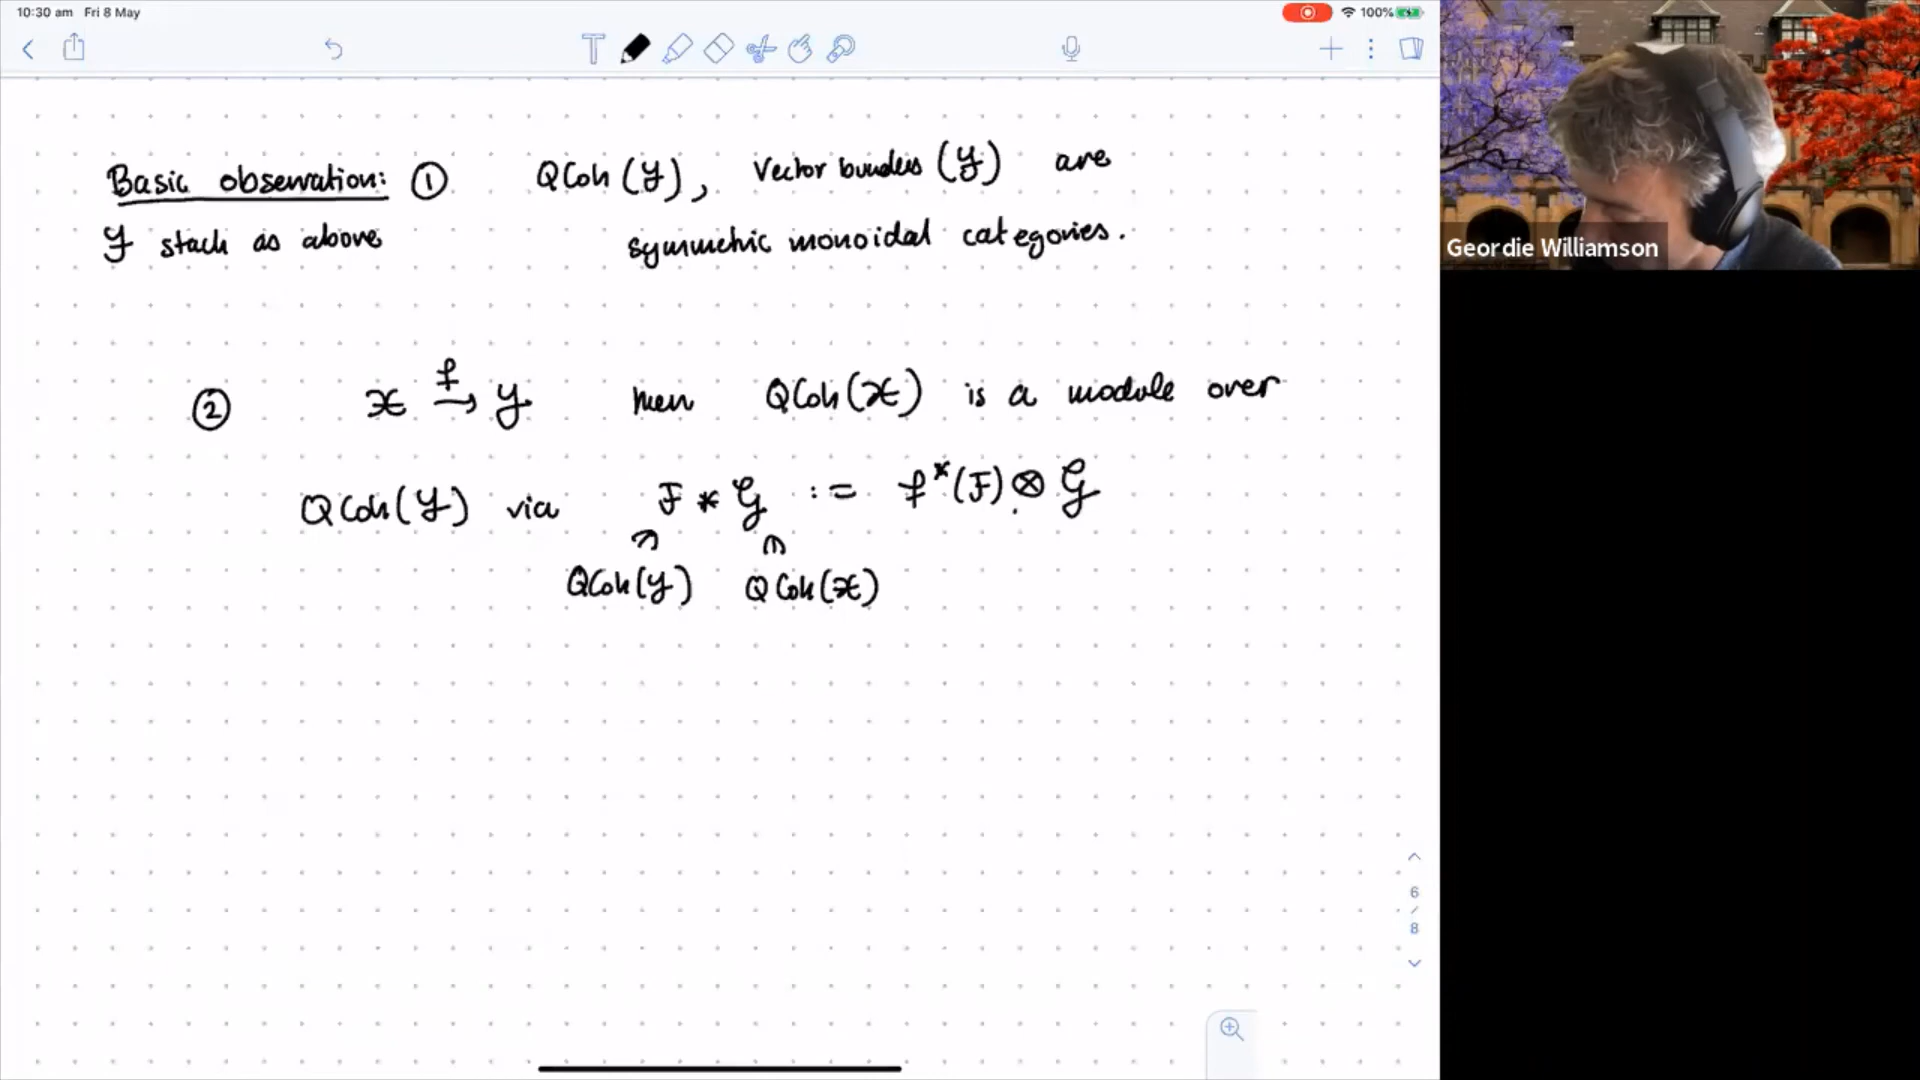 10:30 am Fri 8 May
100%
Basic observation: ① QCoh(𝒴), Vector bundles (𝒴) are
𝒴 stack as above symmetric monoidal categories.
② 𝒳 →^f 𝒴 then QCoh(𝒳) is a module over
QCoh(𝒴) via ℱ * 𝒢 := f*(ℱ) ⊗ 𝒢
QCoh(𝒴) QCoh(𝒳)
Geordie Williamson
6
/
8